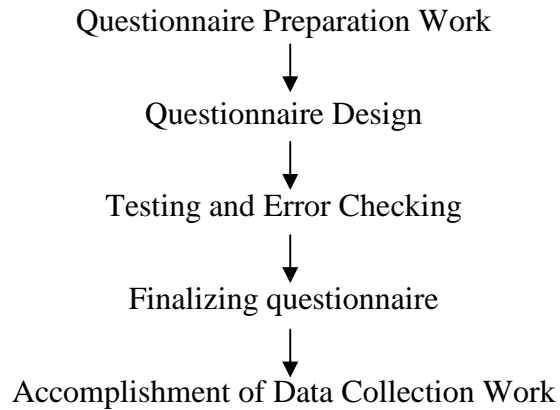 Questionnaire Preparation Work
Questionnaire Design
Testing and Error Checking
Finalizing questionnaire
Accomplishment of Data Collection Work